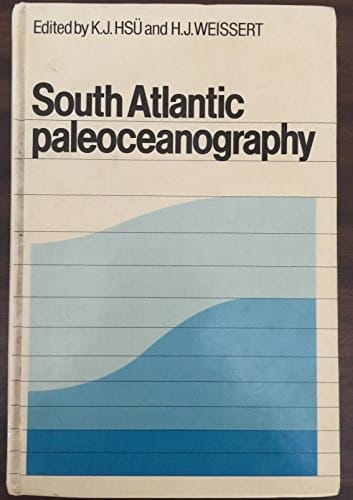 Edited by K.J. HSÜ and H.J. WEISSERT
South Atlantic
paleoceanography